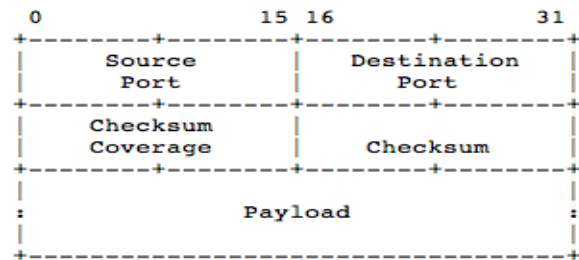 0 15 16 31
Source Destination
Port Port
Checksum
Coverage Checksum
Payload